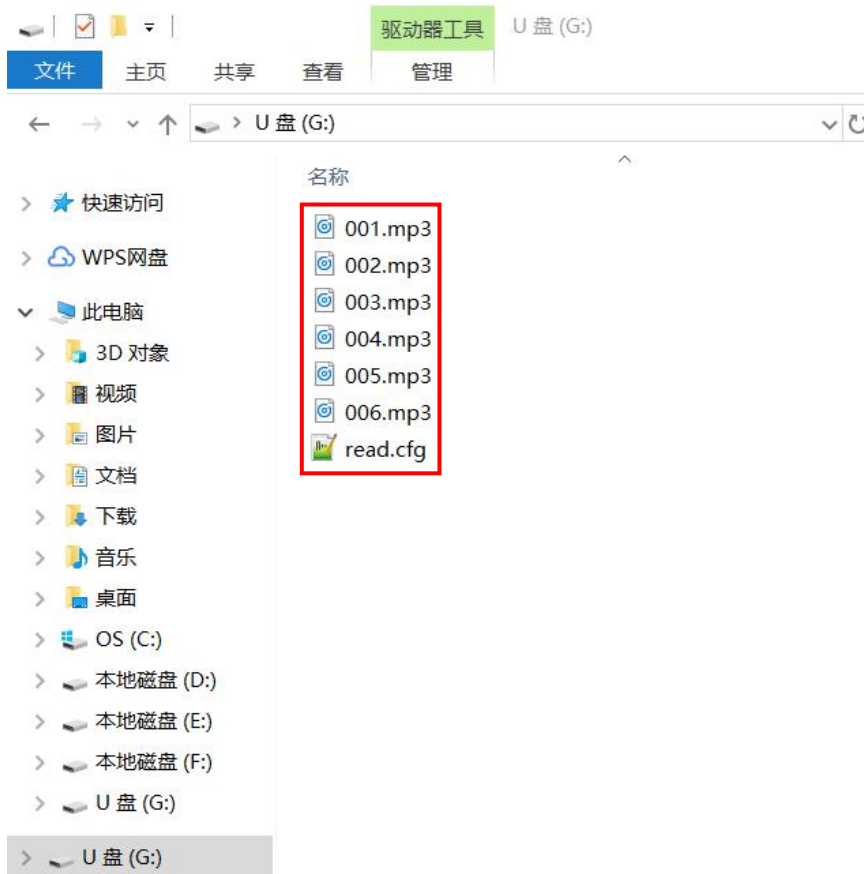 驱动器工具 U 盘 (G:)
文件 主页 共享 查看 管理
U 盘 (G:)
名称
快速访问
WPS网盘
此电脑
3D 对象
视频
图片
文档
下载
音乐
桌面
OS (C:)
本地磁盘 (D:)
本地磁盘 (E:)
本地磁盘 (F:)
U 盘 (G:)
U 盘 (G:)
001.mp3
002.mp3
003.mp3
004.mp3
005.mp3
006.mp3
read.cfg